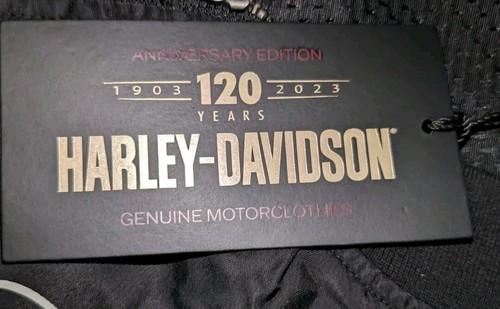 ANNIVERSARY EDITION
1903 120 2023
YEARS
HARLEY-DAVIDSON®
GENUINE MOTORCLOTHES